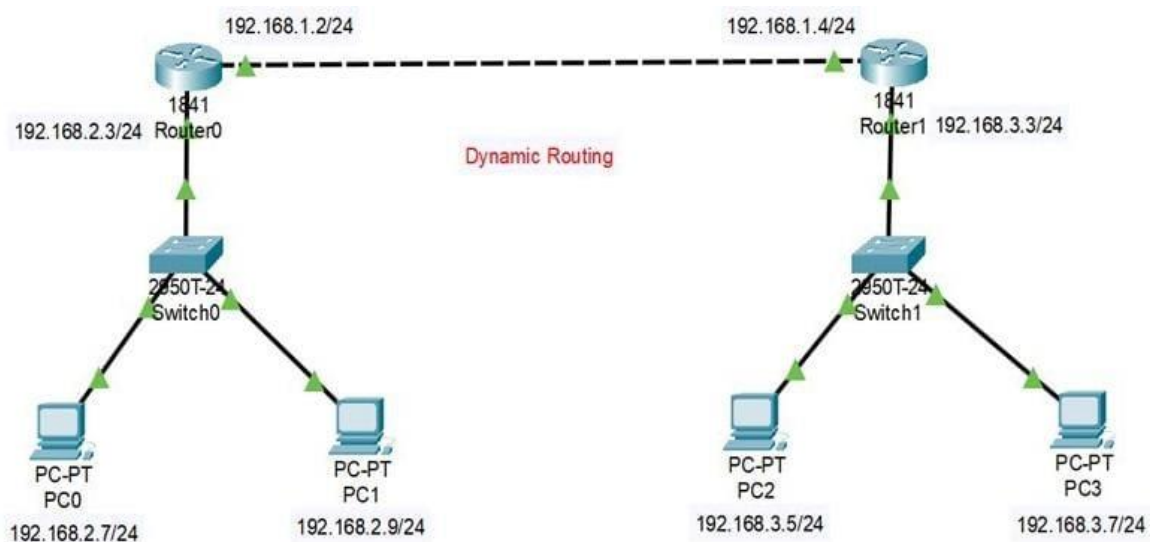 192.168.1.2/24
192.168.1.4/24
1841
Router0
192.168.2.3/24
1841
Router1
192.168.3.3/24
Dynamic Routing
2950T-24
Switch0
2950T-24
Switch1
PC-PT
PC0
192.168.2.7/24
PC-PT
PC1
192.168.2.9/24
PC-PT
PC2
192.168.3.5/24
PC-PT
PC3
192.168.3.7/24